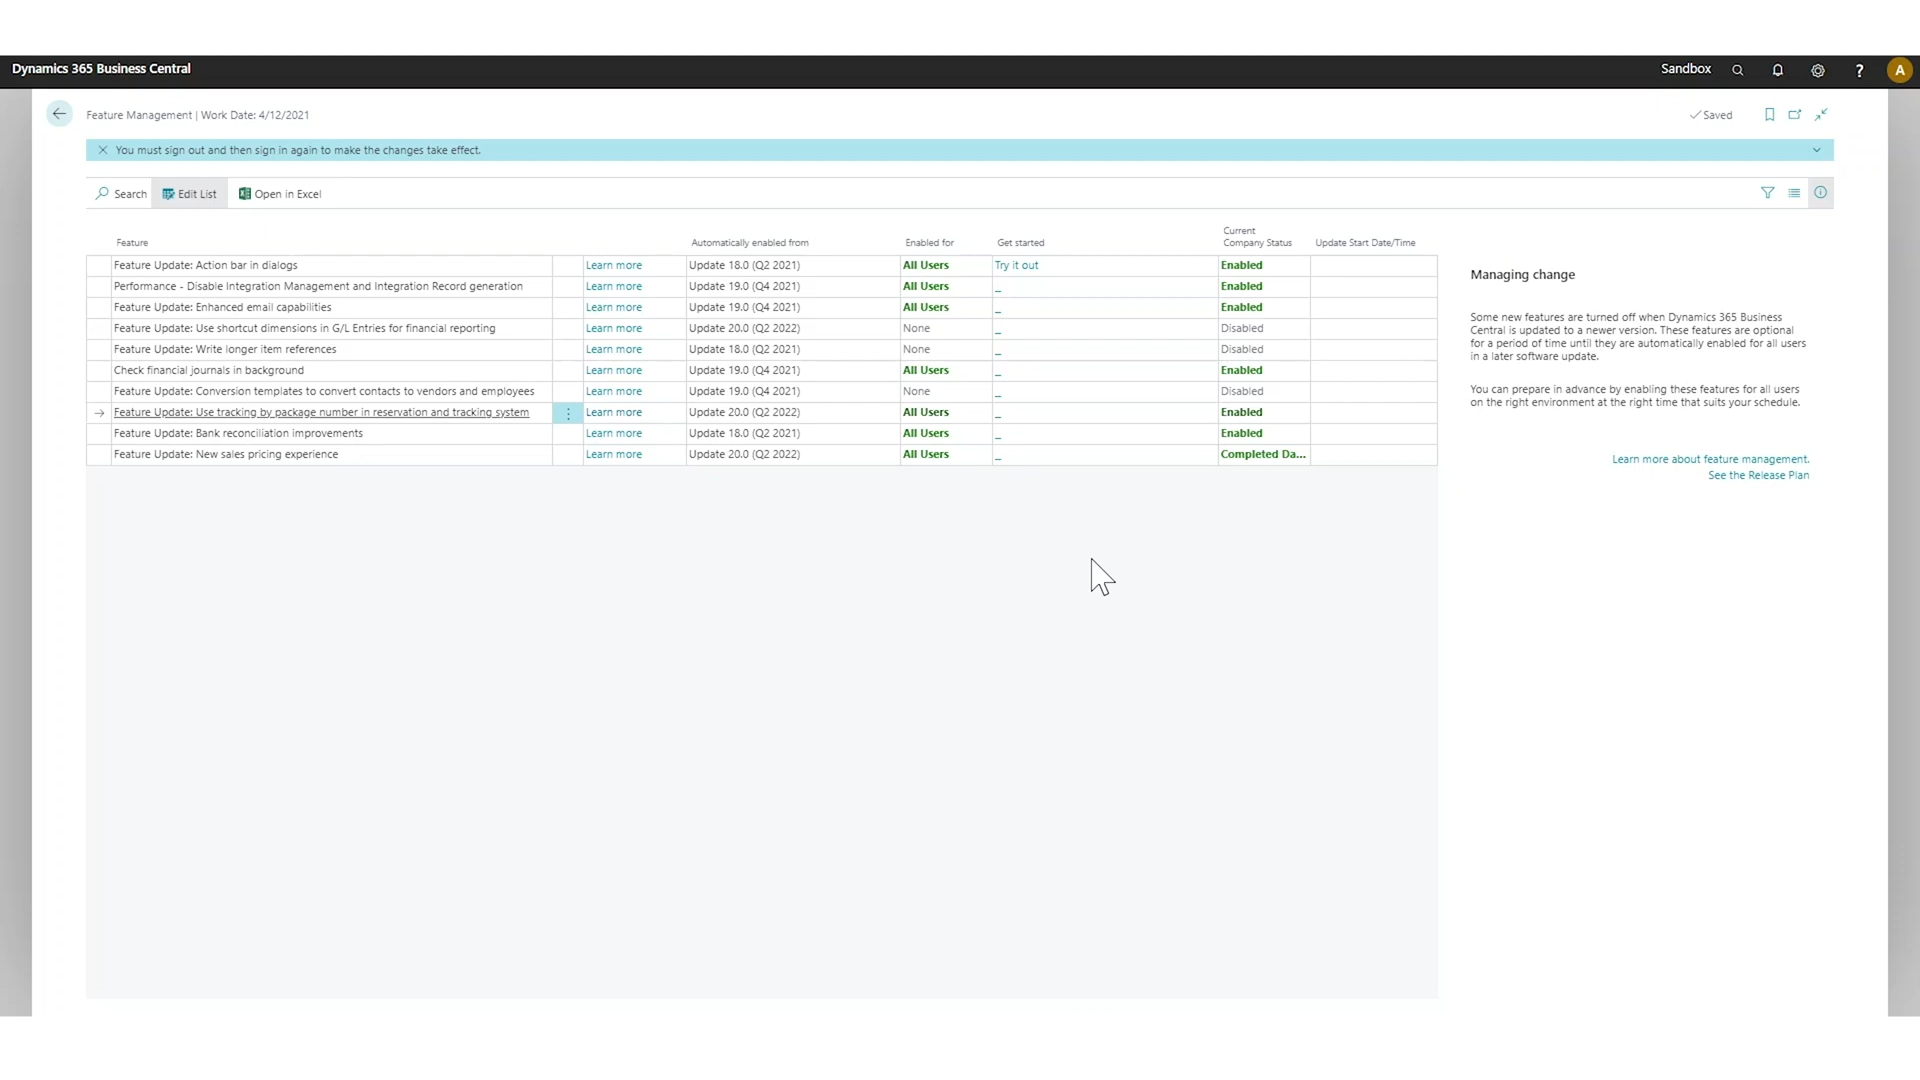 Dynamics 365 Business Central
Sandbox
?
A
Feature Management | Work Date: 4/12/2021
Saved
You must sign out and then sign in again to make the changes take effect.
Search Edit List Open in Excel
Feature Automatically enabled from Enabled for Get started Current Company Status Update Start Date/Time
Feature Update: Action bar in dialogs Learn more Update 18.0 (Q2 2021) All Users Try it out Enabled
Performance - Disable Integration Management and Integration Record generation Learn more Update 19.0 (Q4 2021) All Users _ Enabled
Feature Update: Enhanced email capabilities Learn more Update 19.0 (Q4 2021) All Users _ Enabled
Feature Update: Use shortcut dimensions in G/L Entries for financial reporting Learn more Update 20.0 (Q2 2022) None _ Disabled
Feature Update: Write longer item references Learn more Update 18.0 (Q2 2021) None _ Disabled
Check financial journals in background Learn more Update 19.0 (Q4 2021) All Users _ Enabled
Feature Update: Conversion templates to convert contacts to vendors and employees Learn more Update 19.0 (Q4 2021) None _ Disabled
Feature Update: Use tracking by package number in reservation and tracking system Learn more Update 20.0 (Q2 2022) All Users _ Enabled
Feature Update: Bank reconciliation improvements Learn more Update 18.0 (Q2 2021) All Users _ Enabled
Feature Update: New sales pricing experience Learn more Update 20.0 (Q2 2022) All Users _ Completed Da...
Managing change
Some new features are turned off when Dynamics 365 Business
Central is updated to a newer version. These features are optional
for a period of time until they are automatically enabled for all users
in a later software update.
You can prepare in advance by enabling these features for all users
on the right environment at the right time that suits your schedule.
Learn more about feature management.
See the Release Plan